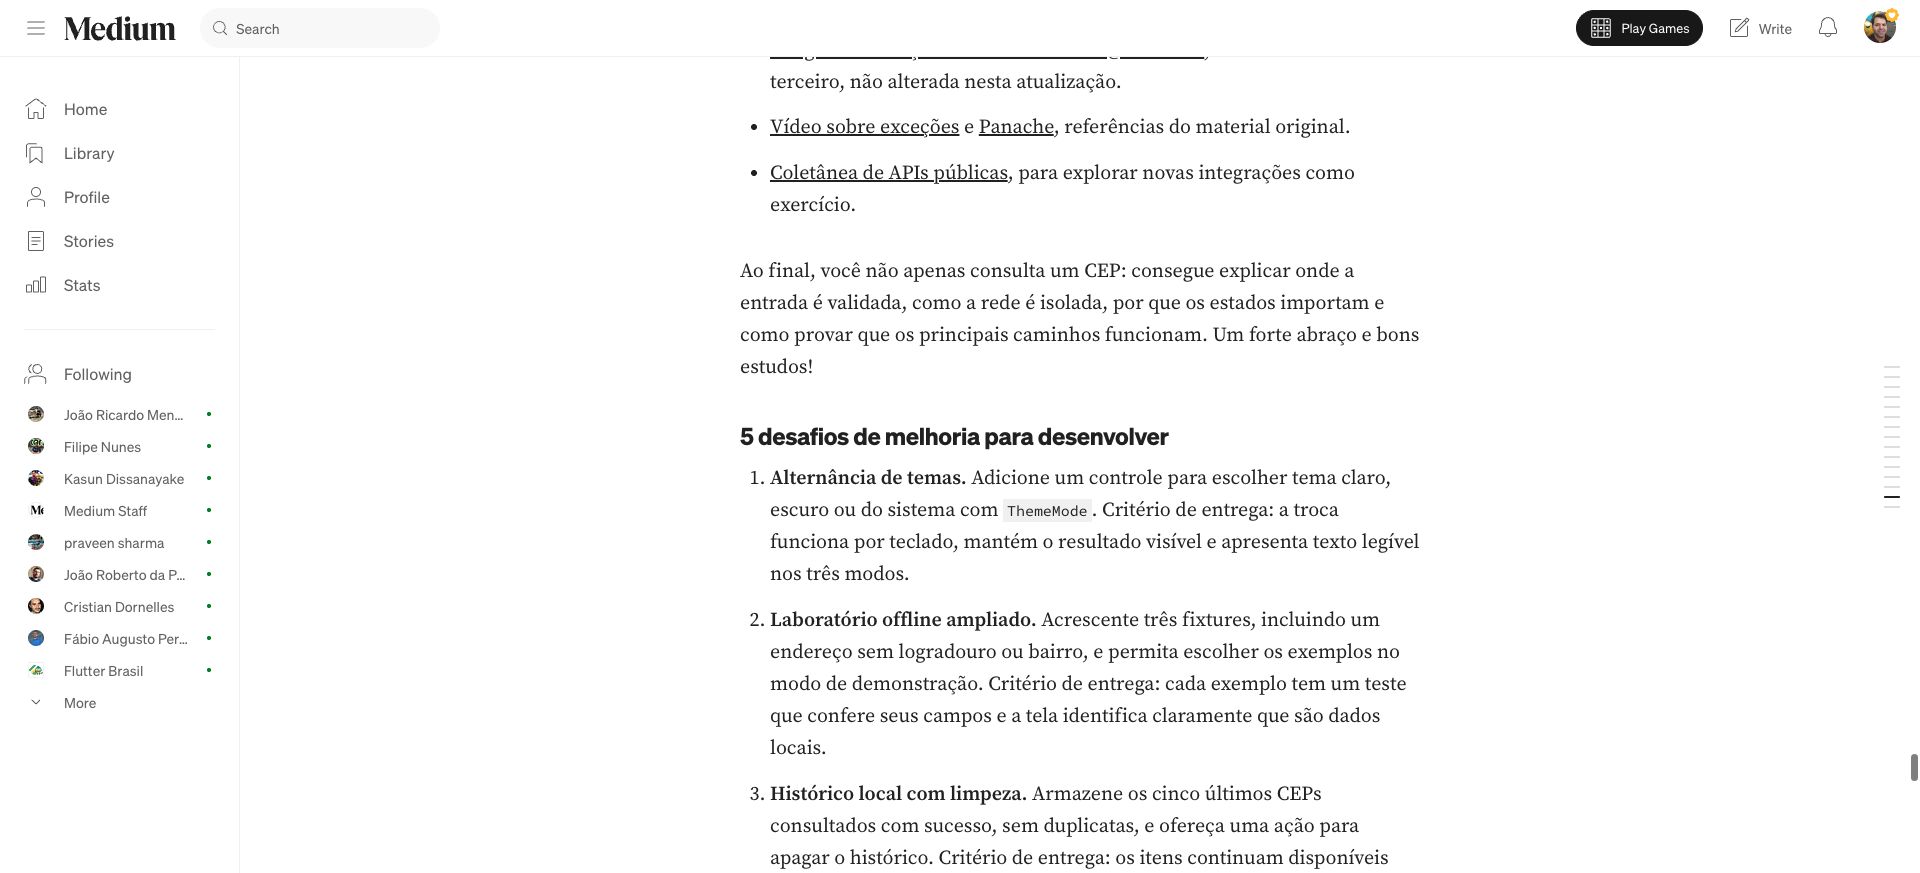 Medium
Search
Play Games
Write
Home
Library
Profile
Stories
Stats
Following
João Ricardo Men...
Filipe Nunes
Kasun Dissanayake
Medium Staff
praveen sharma
João Roberto da P...
Cristian Dornelles
Fábio Augusto Per...
Flutter Brasil
More
terceiro, não alterada nesta atualização.
• Vídeo sobre exceções e Panache, referências do material original.
• Coletânea de APIs públicas, para explorar novas integrações como
exercício.
Ao final, você não apenas consulta um CEP: consegue explicar onde a
entrada é validada, como a rede é isolada, por que os estados importam e
como provar que os principais caminhos funcionam. Um forte abraço e bons
estudos!
5 desafios de melhoria para desenvolver
1. Alternância de temas. Adicione um controle para escolher tema claro,
escuro ou do sistema com ThemeMode. Critério de entrega: a troca
funciona por teclado, mantém o resultado visível e apresenta texto legível
nos três modos.
2. Laboratório offline ampliado. Acrescente três fixtures, incluindo um
endereço sem logradouro ou bairro, e permita escolher os exemplos no
modo de demonstração. Critério de entrega: cada exemplo tem um teste
que confere seus campos e a tela identifica claramente que são dados
locais.
3. Histórico local com limpeza. Armazene os cinco últimos CEPs
consultados com sucesso, sem duplicatas, e ofereça uma ação para
apagar o histórico. Critério de entrega: os itens continuam disponíveis